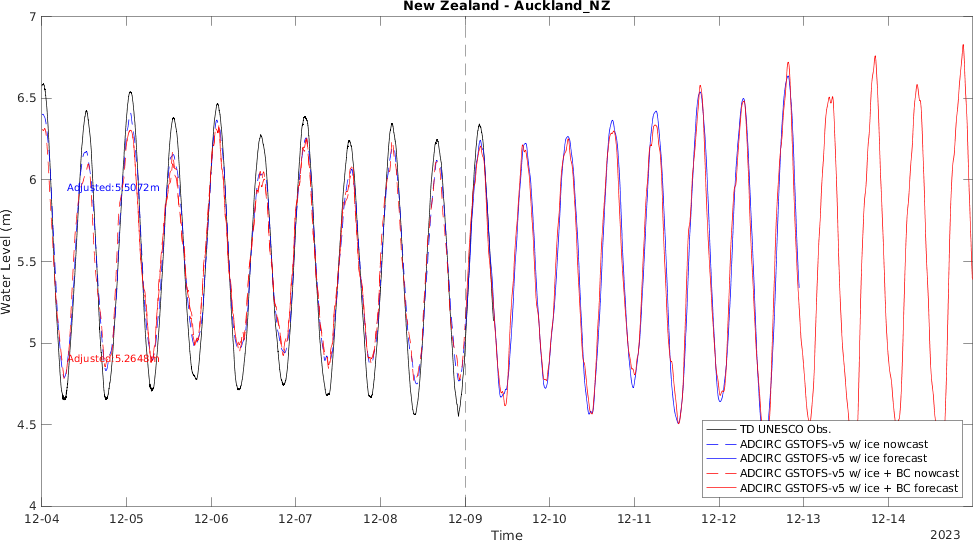 New Zealand - Auckland_NZ
7
6.5
6
5.5
5
4.5
4
Water Level (m)
Adjusted:5.5072m
Adjusted:5.2648m
TD UNESCO Obs.
ADCIRC GSTOFS-v5 w/ ice nowcast
ADCIRC GSTOFS-v5 w/ ice forecast
ADCIRC GSTOFS-v5 w/ ice + BC nowcast
ADCIRC GSTOFS-v5 w/ ice + BC forecast
12-04 12-05 12-06 12-07 12-08 12-09 12-10 12-11 12-12 12-13 12-14
Time
2023